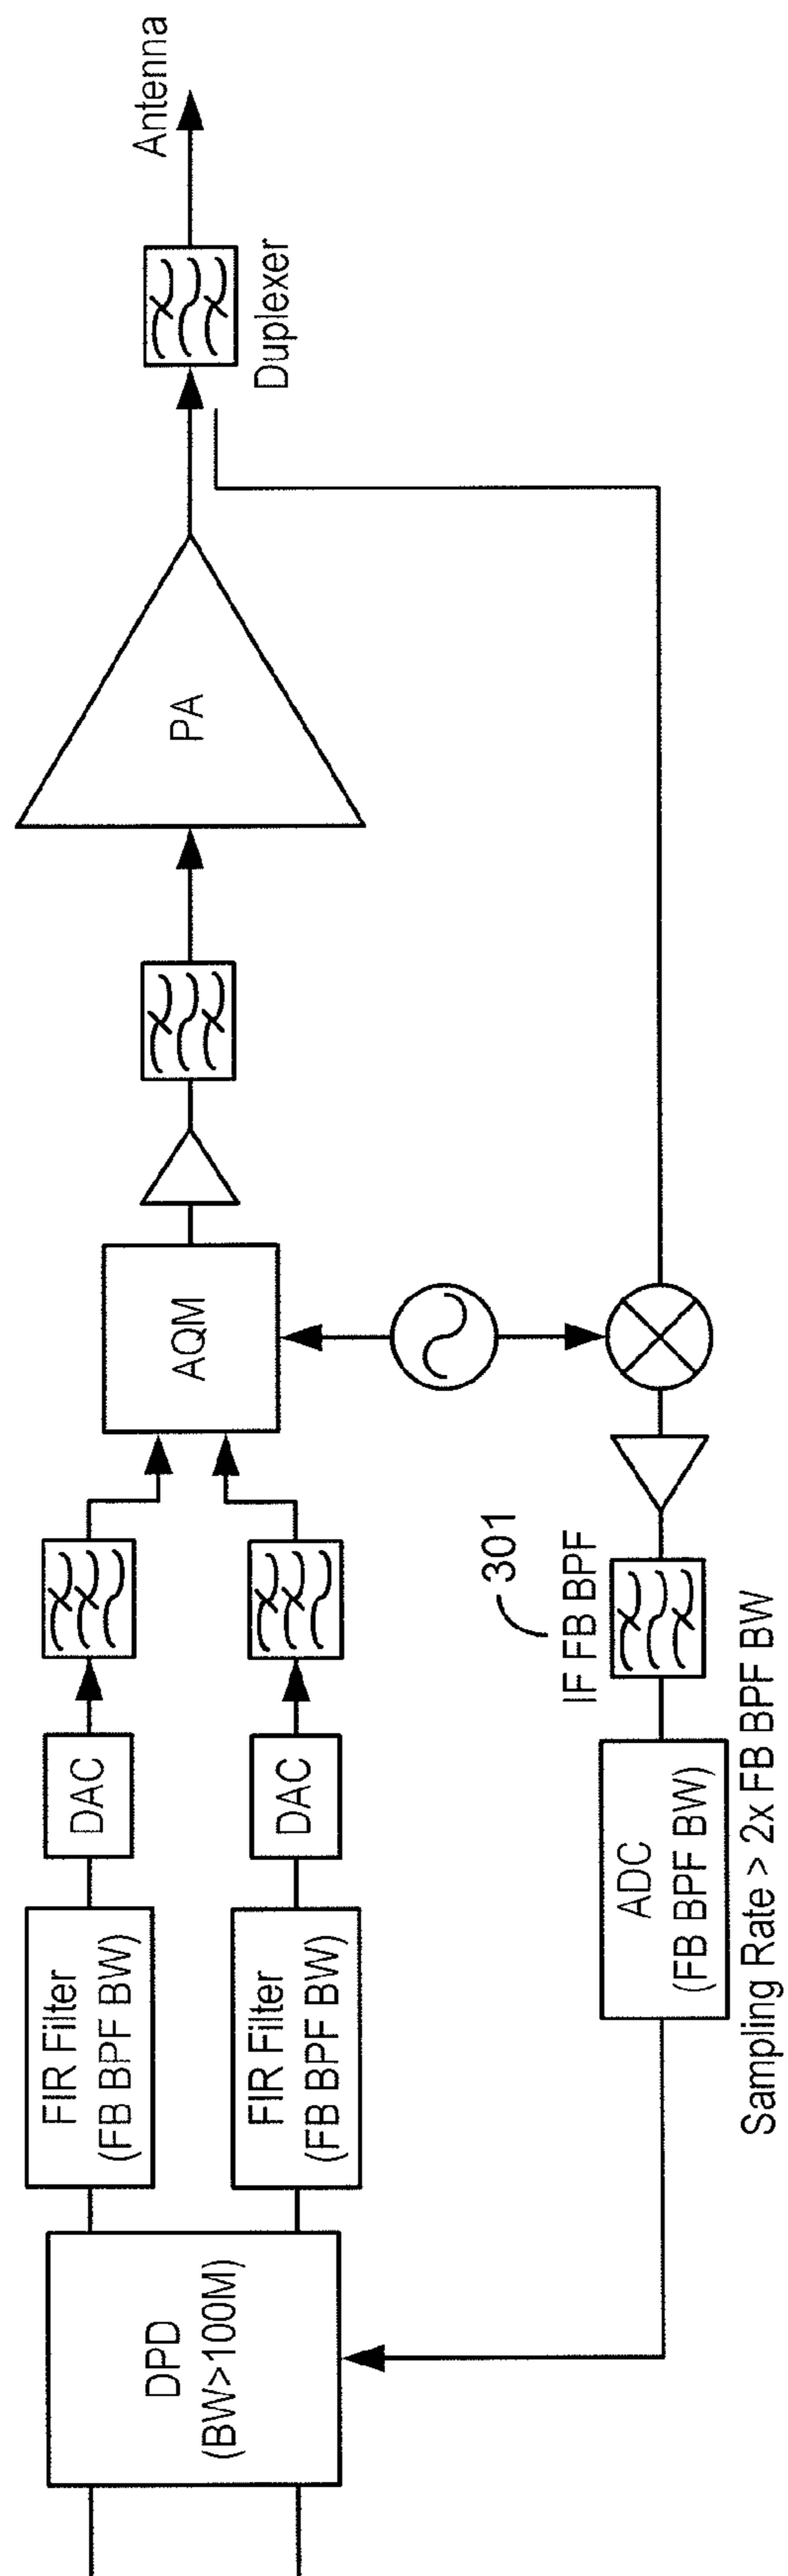 DPD
(BW>100M)
FIR Filter
(FB BPF BW)
FIR Filter
(FB BPF BW)
DAC
DAC
AQM
PA
Duplexer
Antenna
301
IF FB BPF
ADC
(FB BPF BW)
Sampling Rate > 2x FB BPF BW